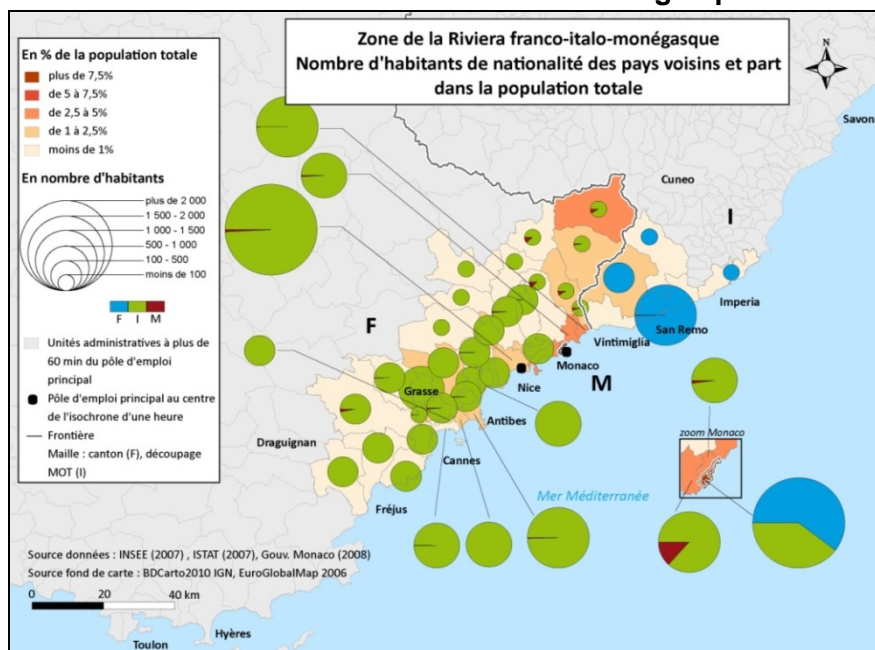 Zone de la Riviera franco-italo-monégasque
Nombre d'habitants de nationalité des pays voisins et part
dans la population totale
En % de la population totale
plus de 7,5%
de 5 à 7,5%
de 2,5 à 5%
de 1 à 2,5%
moins de 1%
En nombre d'habitants
plus de 2 000
1 500 - 2 000
1 000 - 1 500
500 - 1 000
100 - 500
moins de 100
F I M
Unités administratives à plus de
60 min du pôle d'emploi
principal
Pôle d'emploi principal au centre
de l'isochrone d'une heure
Frontière
Maille : canton (F), découpage
MOT (I)
N
Savon
Cuneo
I
Imperia
San Remo
Vintimiglia
F
Monaco
M
Nice
Grasse
Antibes
Draguignan
Cannes
zoom Monaco
Mer Méditerranée
Fréjus
Source données : INSEE (2007) , ISTAT (2007), Gouv. Monaco (2008)
Source fond de carte : BDCarto2010 IGN, EuroGlobalMap 2006
0 20 40 km
Hyères
Toulon